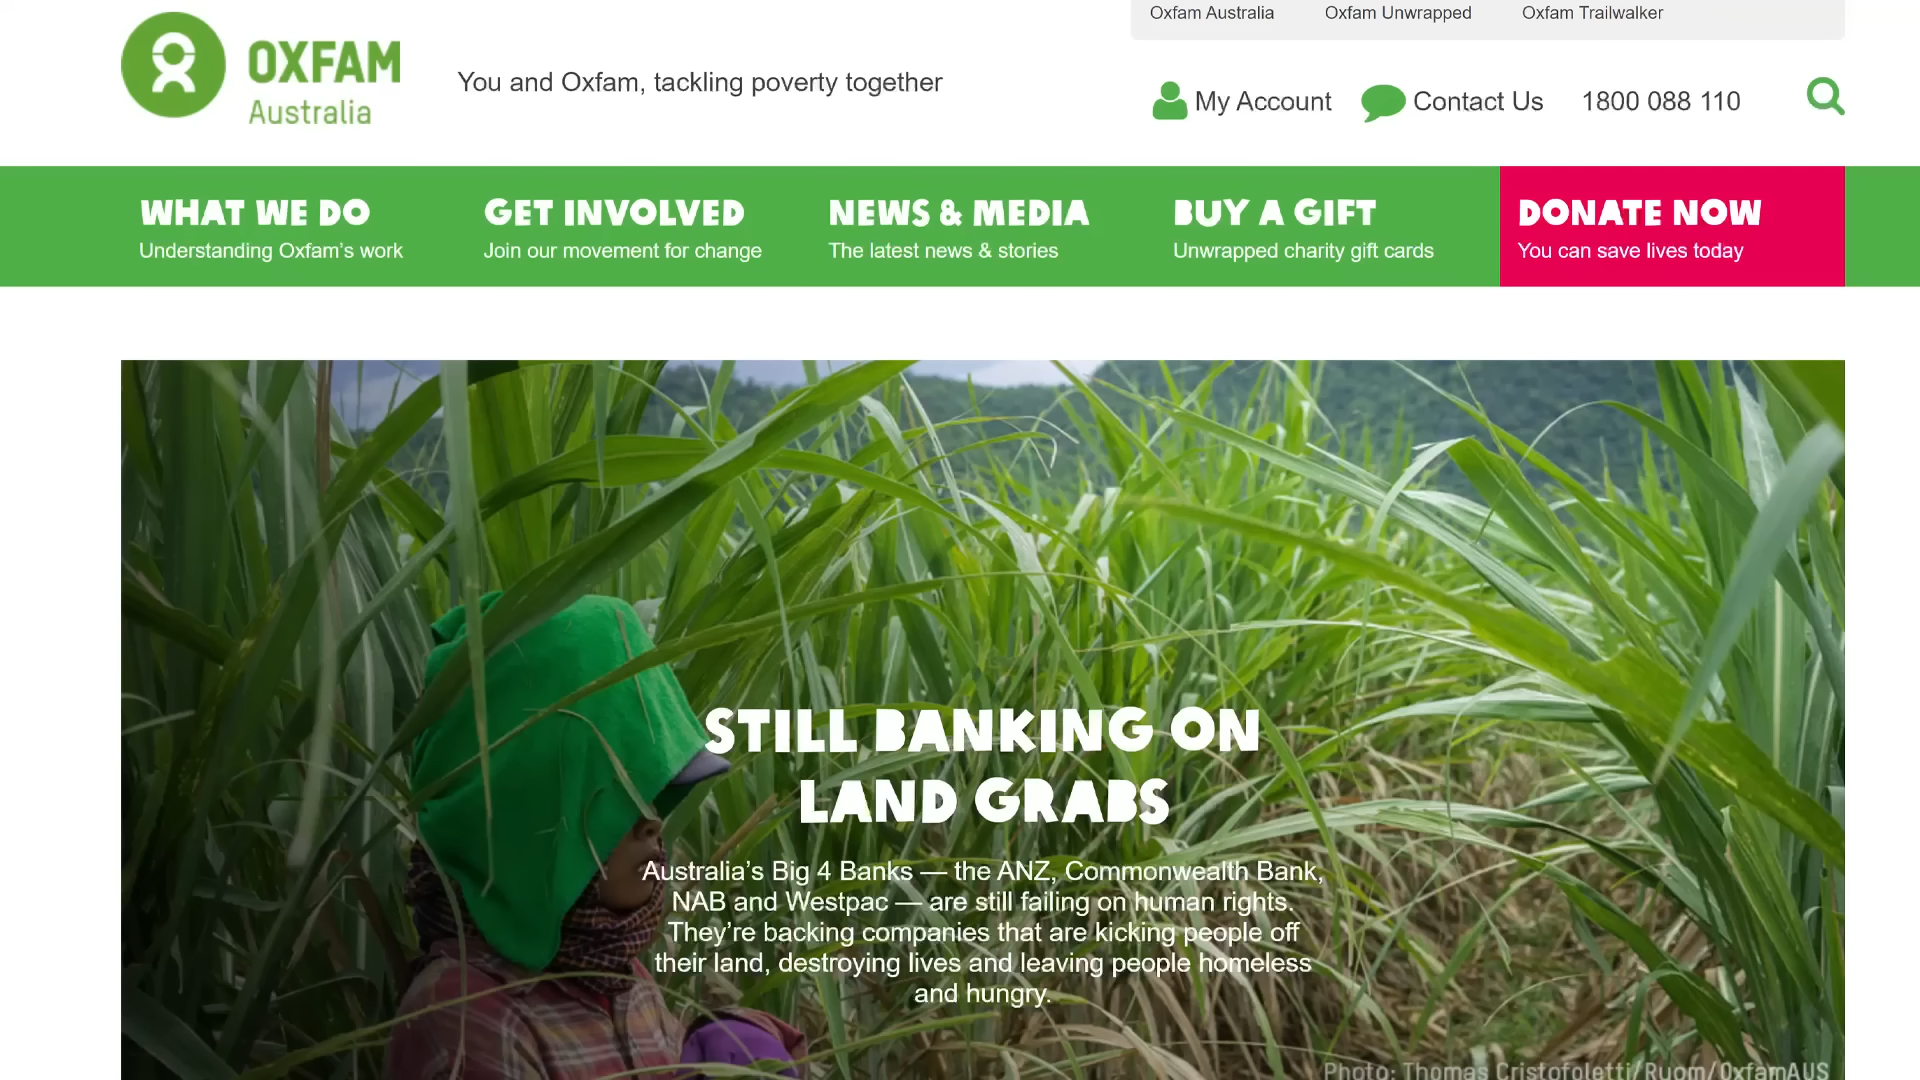 Oxfam Australia Oxfam Unwrapped Oxfam Trailwalker
OXFAM
Australia
You and Oxfam, tackling poverty together
My Account Contact Us 1800 088 110
WHAT WE DO
Understanding Oxfam's work
GET INVOLVED
Join our movement for change
NEWS & MEDIA
The latest news & stories
BUY A GIFT
Unwrapped charity gift cards
DONATE NOW
You can save lives today
STILL BANKING ON
LAND GRABS
Australia's Big 4 Banks — the ANZ, Commonwealth Bank,
NAB and Westpac — are still failing on human rights.
They're backing companies that are kicking people off
their land, destroying lives and leaving people homeless
and hungry.
Photo: Thomas Cristofoletti/Ruom/OxfamAUS